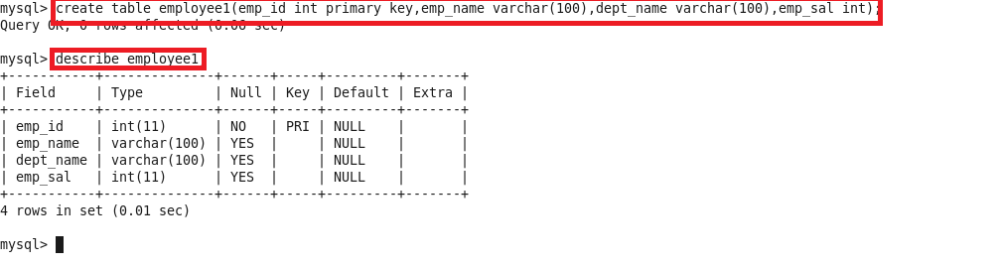 mysql> create table employee1(emp_id int primary key,emp_name varchar(100),dept_name varchar(100),emp_sal int);
Query OK, 0 rows affected (0.06 sec)
mysql> describe employee1
+-----------+--------------+------+-----+---------+-------+
| Field     | Type         | Null | Key | Default | Extra |
+-----------+--------------+------+-----+---------+-------+
| emp_id    | int(11)      | NO   | PRI | NULL    |       |
| emp_name  | varchar(100) | YES  |     | NULL    |       |
| dept_name | varchar(100) | YES  |     | NULL    |       |
| emp_sal   | int(11)      | YES  |     | NULL    |       |
+-----------+--------------+------+-----+---------+-------+
4 rows in set (0.01 sec)
mysql>